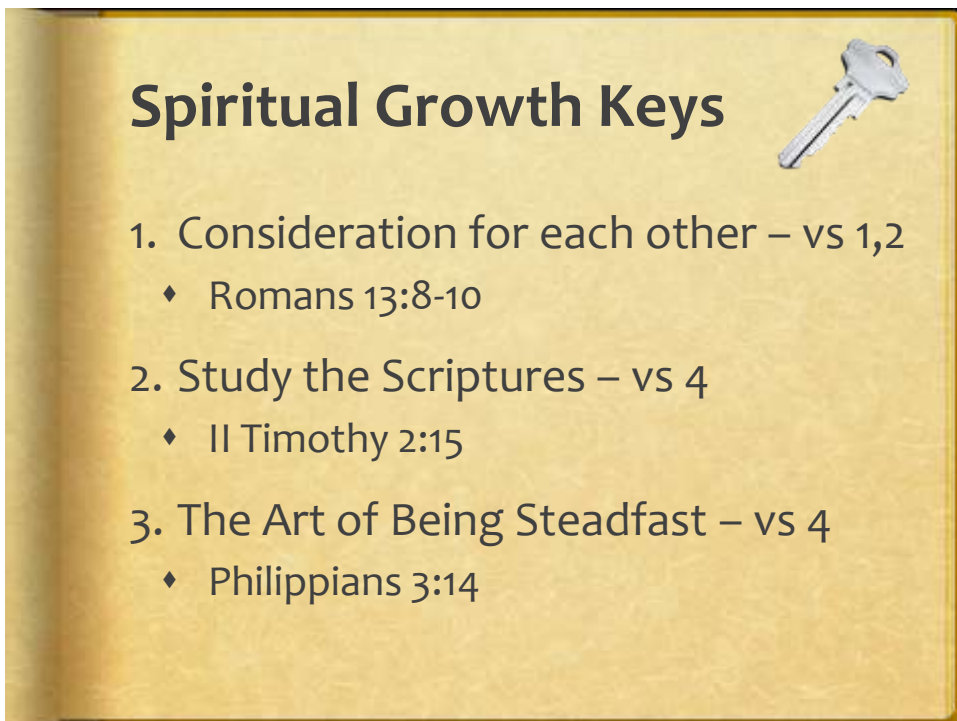 Spiritual Growth Keys
1. Consideration for each other – vs 1,2
♦ Romans 13:8-10
2. Study the Scriptures – vs 4
♦ II Timothy 2:15
3. The Art of Being Steadfast – vs 4
♦ Philippians 3:14